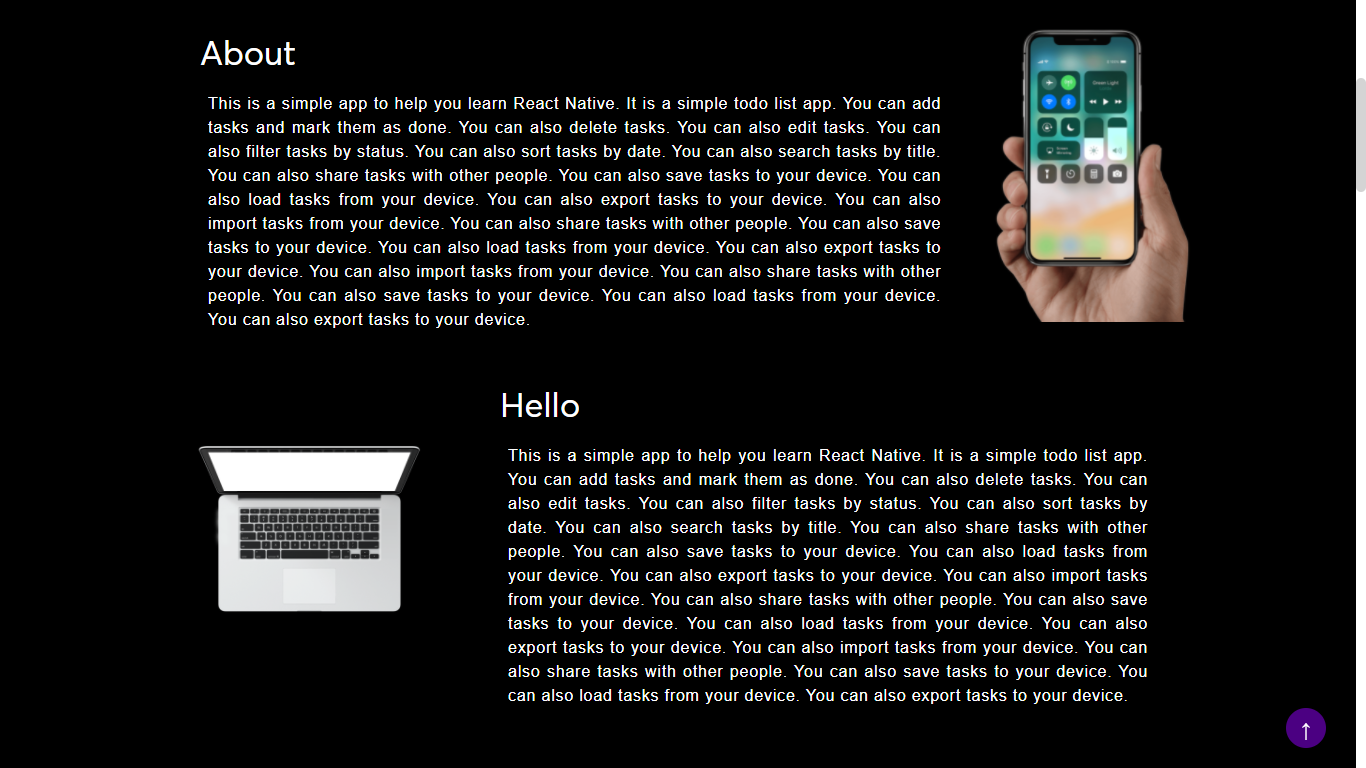 About
This is a simple app to help you learn React Native. It is a simple todo list app. You can add
tasks and mark them as done. You can also delete tasks. You can also edit tasks. You can
also filter tasks by status. You can also sort tasks by date. You can also search tasks by title.
You can also share tasks with other people. You can also save tasks to your device. You can
also load tasks from your device. You can also export tasks to your device. You can also
import tasks from your device. You can also share tasks with other people. You can also save
tasks to your device. You can also load tasks from your device. You can also export tasks to
your device. You can also import tasks from your device. You can also share tasks with other
people. You can also save tasks to your device. You can also load tasks from your device.
You can also export tasks to your device.
Green Light
Hello
This is a simple app to help you learn React Native. It is a simple todo list app.
You can add tasks and mark them as done. You can also delete tasks. You can
also edit tasks. You can also filter tasks by status. You can also sort tasks by
date. You can also search tasks by title. You can also share tasks with other
people. You can also save tasks to your device. You can also load tasks from
your device. You can also export tasks to your device. You can also import tasks
from your device. You can also share tasks with other people. You can also save
tasks to your device. You can also load tasks from your device. You can also
export tasks to your device. You can also import tasks from your device. You can
also share tasks with other people. You can also save tasks to your device. You
can also load tasks from your device. You can also export tasks to your device.
↑